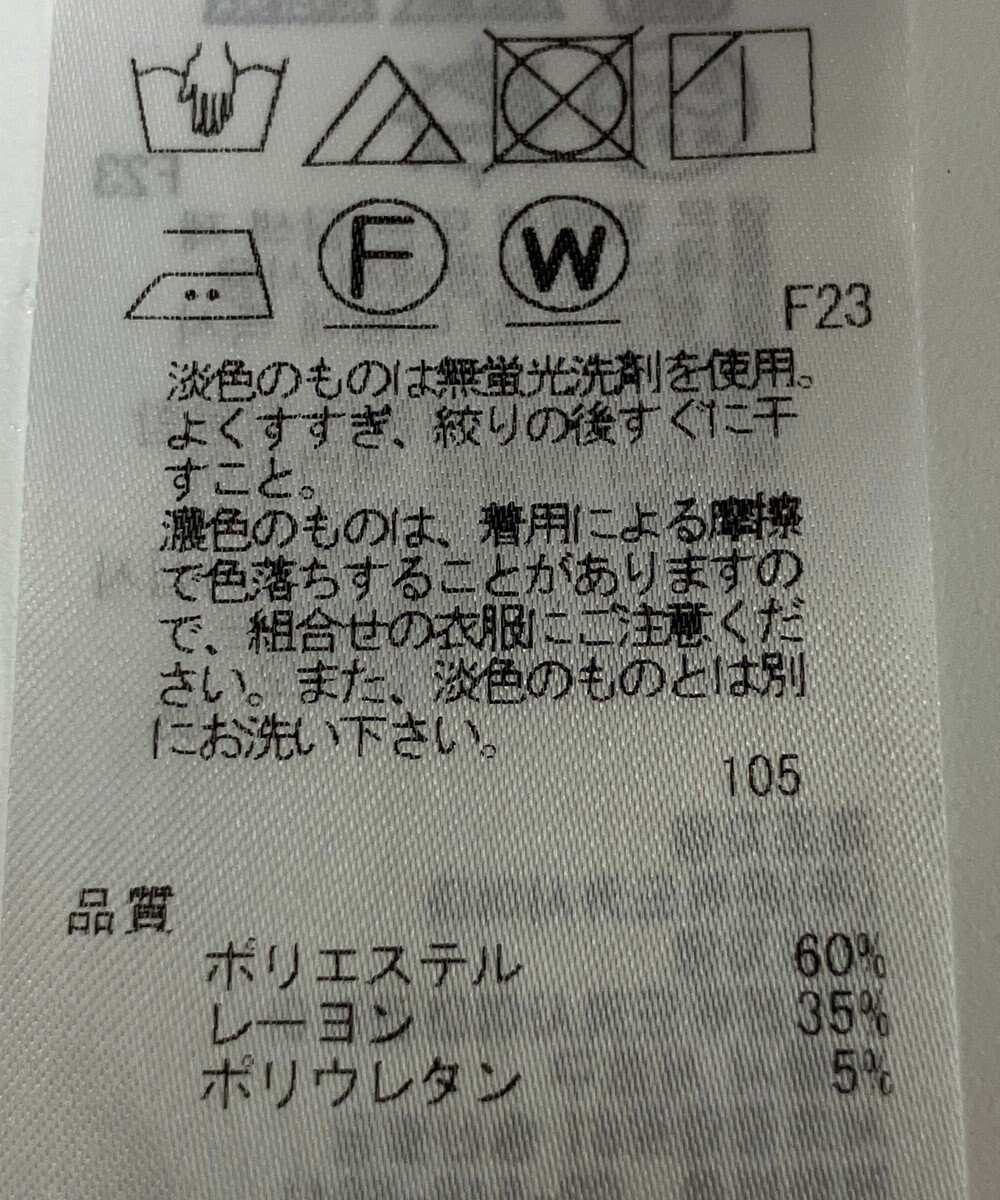 F W
F23
淡色のものは無蛍光洗剤を使用。
よくすすぎ、絞りの後すぐに干
すこと。
濃色のものは、着用による摩擦
で色落ちすることがありますの
で、組合せの衣服にご注意くだ
さい。また、淡色のものとは別
にお洗い下さい。
105
品質
ポリエステル 60%
レーヨン 35%
ポリウレタン 5%